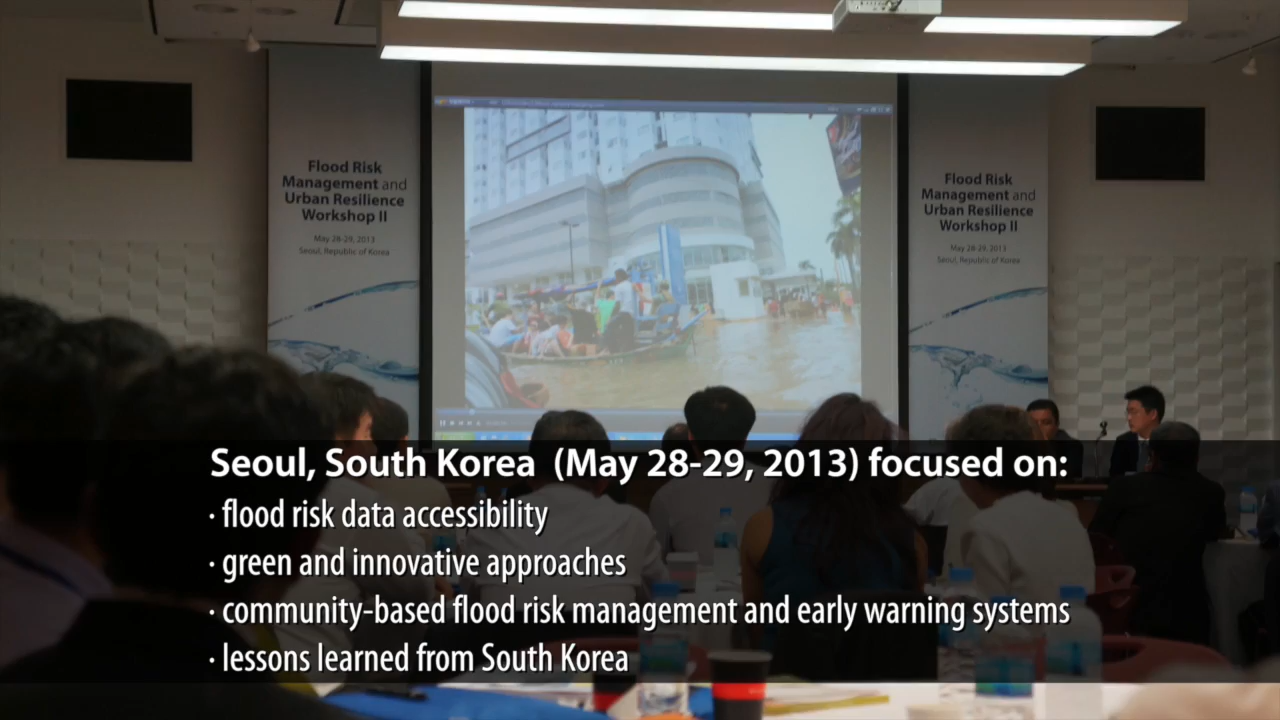 Flood Risk
Management and
Urban Resilience
Workshop II
May 28-29, 2013
Seoul, Republic of Korea
Flood Risk
Management and
Urban Resilience
Workshop II
May 28-29, 2013
Seoul, Republic of Korea
Seoul, South Korea (May 28-29, 2013) focused on:
· flood risk data accessibility
· green and innovative approaches
· community-based flood risk management and early warning systems
· lessons learned from South Korea